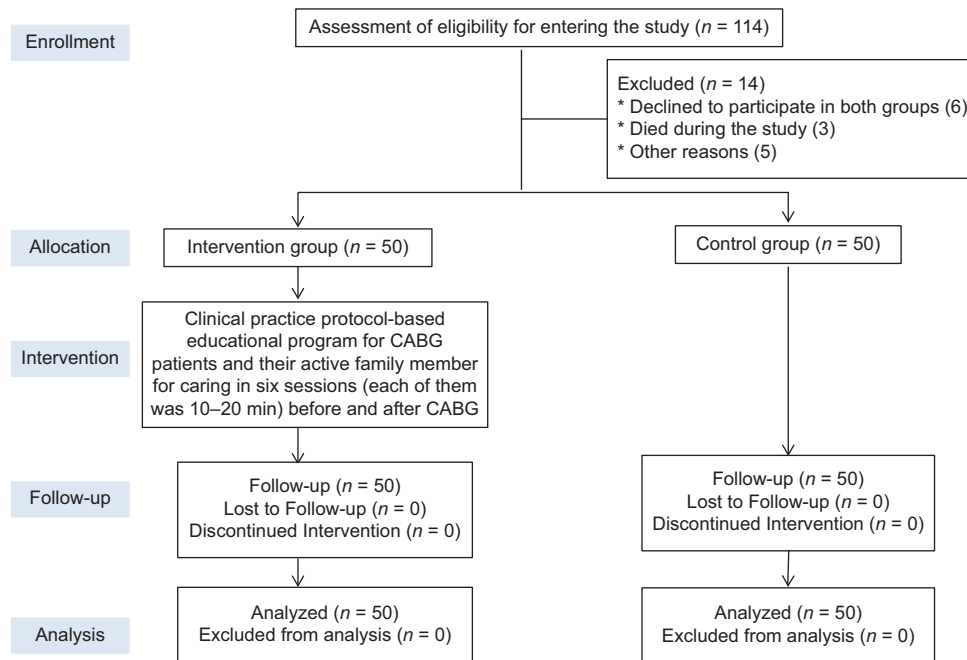 Enrollment
Assessment of eligibility for entering the study (n = 114)
Excluded (n = 14)
* Declined to participate in both groups (6)
* Died during the study (3)
* Other reasons (5)
Allocation
Intervention group (n = 50)
Control group (n = 50)
Intervention
Clinical practice protocol-based
educational program for CABG
patients and their active family member
for caring in six sessions (each of them
was 10–20 min) before and after CABG
Follow-up
Follow-up (n = 50)
Lost to Follow-up (n = 0)
Discontinued Intervention (n = 0)
Follow-up (n = 50)
Lost to Follow-up (n = 0)
Discontinued Intervention (n = 0)
Analysis
Analyzed (n = 50)
Excluded from analysis (n = 0)
Analyzed (n = 50)
Excluded from analysis (n = 0)